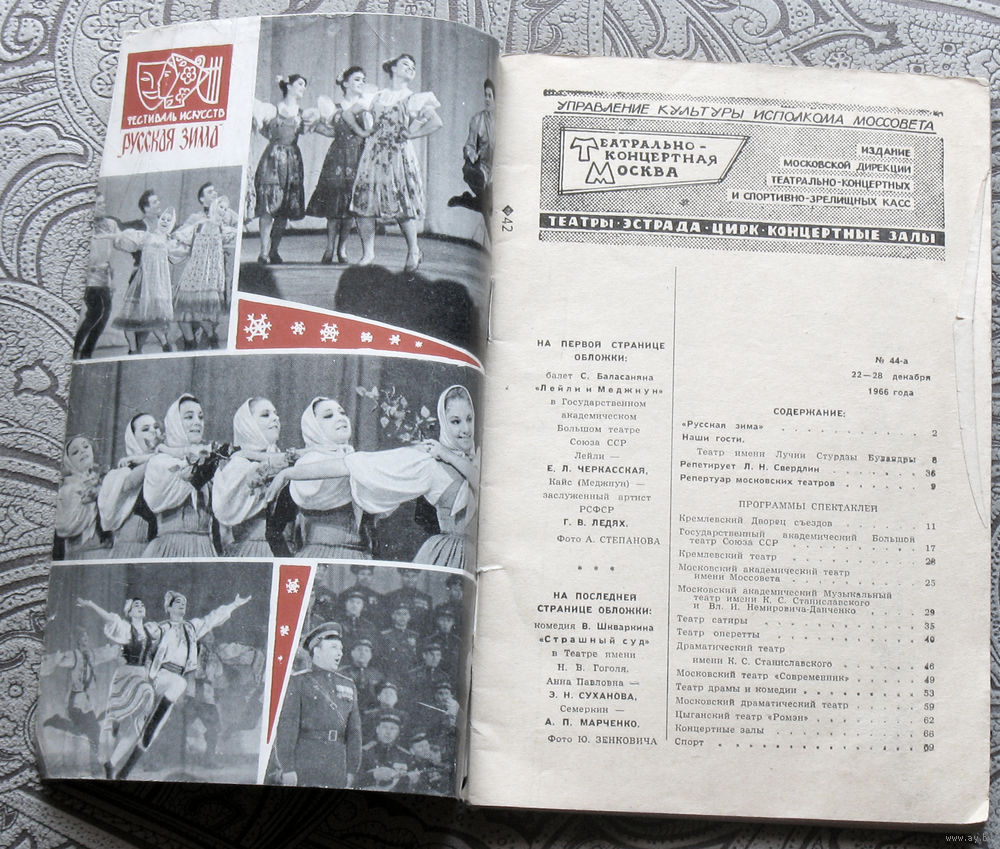 ФЕСТИВАЛЬ ИСКУССТВ
„РУССКАЯ ЗИМА"
УПРАВЛЕНИЕ КУЛЬТУРЫ ИСПОЛКОМА МОССОВЕТА
ТЕАТРАЛЬНО-
КОНЦЕРТНАЯ
МОСКВА
ИЗДАНИЕ
МОСКОВСКОЙ ДИРЕКЦИИ
ТЕАТРАЛЬНО-КОНЦЕРТНЫХ
И СПОРТИВНО-ЗРЕЛИЩНЫХ КАСС
ТЕАТРЫ·ЭСТРАДА·ЦИРК·КОНЦЕРТНЫЕ ЗАЛЫ
42
НА ПЕРВОЙ СТРАНИЦЕ
ОБЛОЖКИ:
балет С. Баласаняна
«Лейли и Меджнун»
в Государственном
академическом
Большом театре
Союза ССР
Лейли —
Е. Л. ЧЕРКАССКАЯ,
Кайс (Меджнун) —
заслуженный артист
РСФСР
Г. В. ЛЕДЯХ.
Фото А. СТЕПАНОВА
* * *
НА ПОСЛЕДНЕЙ
СТРАНИЦЕ ОБЛОЖКИ:
комедия В. Шкваркина
«Страшный суд»
в Театре имени
Н. В. Гоголя.
Анна Павловна —
Э. Н. СУХАНОВА,
Семеркин —
А. П. МАРЧЕНКО.
Фото Ю. ЗЕНКОВИЧА
№ 44-а
22—28 декабря
1966 года
СОДЕРЖАНИЕ:
«Русская зима» . . . 2
Наши гости.
Театр имени Лучии Стурдзы Буландры 8
Репетирует Л. Н. Свердлин . . . 36
Репертуар московских театров . . . 9
ПРОГРАММЫ СПЕКТАКЛЕЙ
Кремлевский Дворец съездов . . . 11
Государственный академический Большой
театр Союза ССР . . . 17
Кремлевский театр . . . 28
Московский академический театр
имени Моссовета . . . 25
Московский академический Музыкальный
театр имени К. С. Станиславского
и Вл. И. Немировича-Данченко . . . 29
Театр сатиры . . . 35
Театр оперетты . . . 40
Драматический театр
имени К. С. Станиславского . . . 46
Московский театр «Современник» . . . 49
Театр драмы и комедии . . . 53
Московский драматический театр . . . 59
Цыганский театр «Ромэн» . . . 62
Концертные залы . . . 66
Спорт . . . 69
www.ay.by